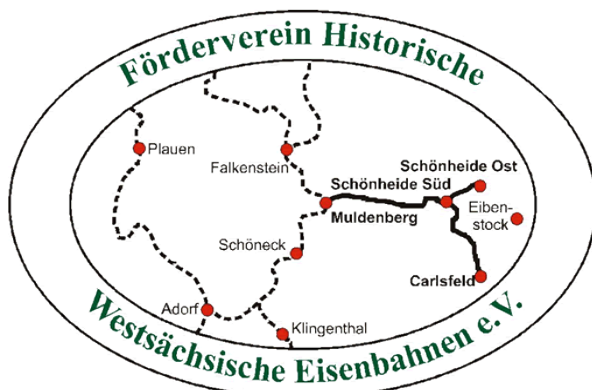 Förderverein Historische
Plauen
Falkenstein
Schönheide Ost
Schönheide Süd
Eiben-
stock
Muldenberg
Schöneck
Carlsfeld
Adorf
Klingenthal
Westsächsische Eisenbahnen e.V.